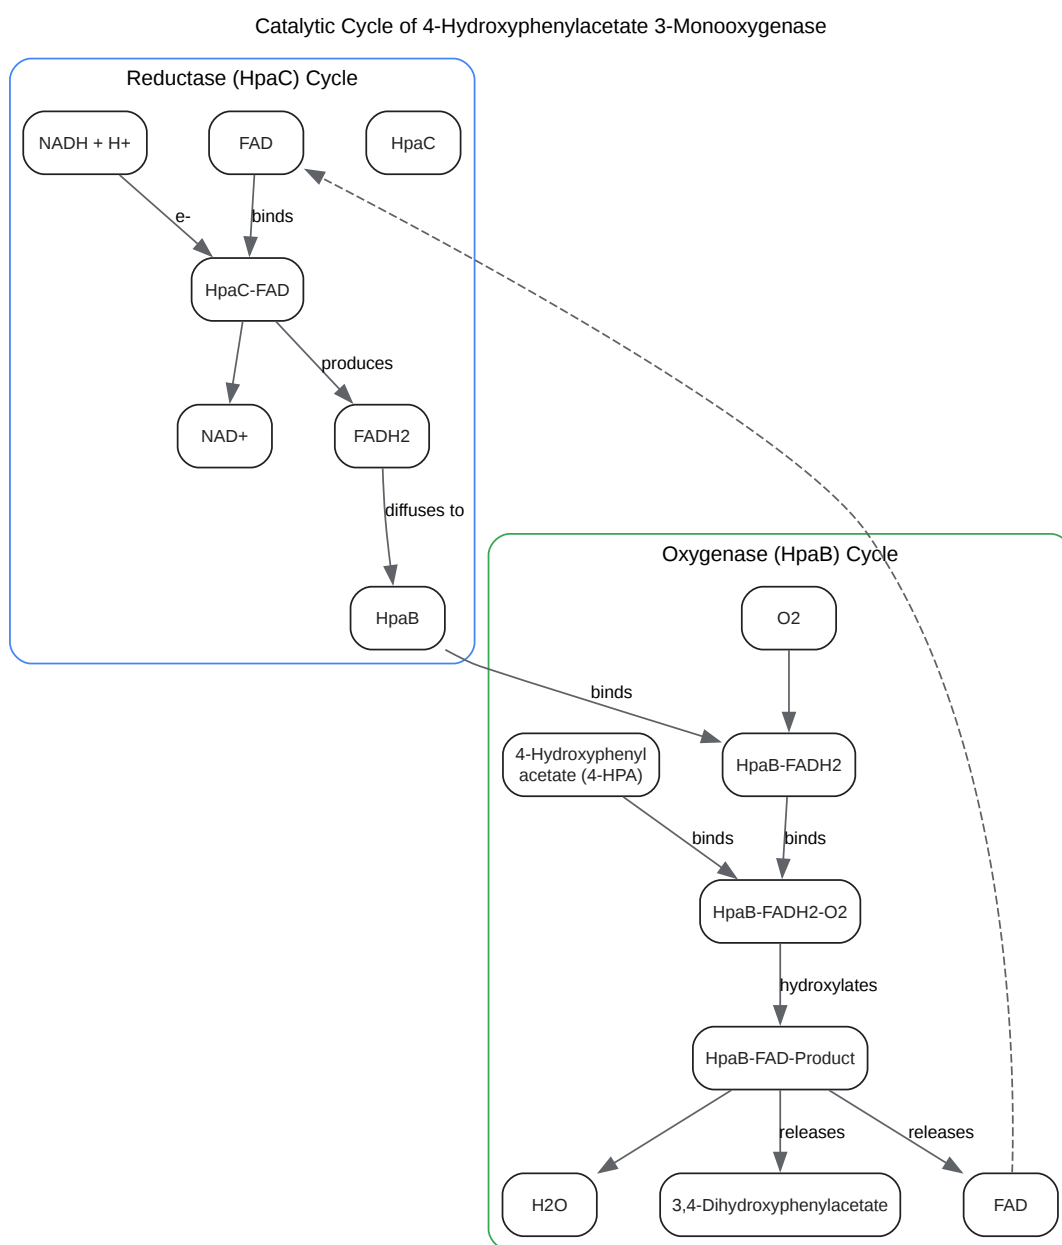 Catalytic Cycle of 4-Hydroxyphenylacetate 3-Monooxygenase
Reductase (HpaC) Cycle
NADH + H+
FAD
HpaC
e-
binds
HpaC-FAD
produces
NAD+
FADH2
diffuses to
HpaB
Oxygenase (HpaB) Cycle
O2
binds
4-Hydroxyphenyl
acetate (4-HPA)
HpaB-FADH2
binds
binds
HpaB-FADH2-O2
hydroxylates
HpaB-FAD-Product
releases
releases
H2O
3,4-Dihydroxyphenylacetate
FAD